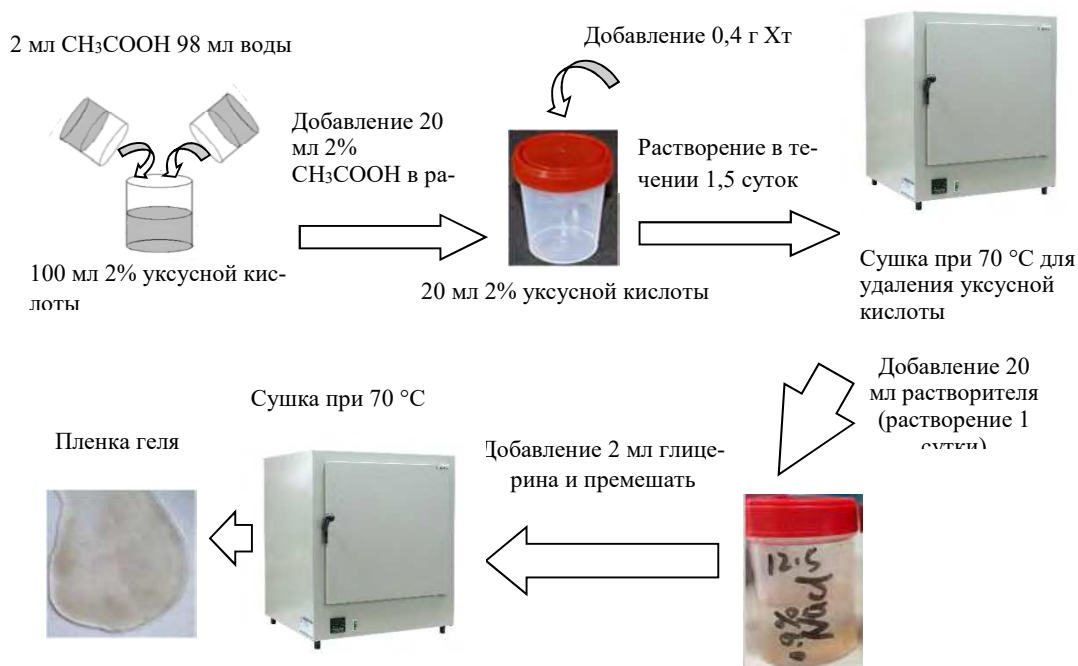 2 мл CH₃COOH 98 мл воды
Добавление 20
мл 2%
CH₃COOH в ра-
100 мл 2% уксусной кис-
лоты
Добавление 0,4 г Хт
20 мл 2% уксусной кислоты
Растворение в те-
чении 1,5 суток
Сушка при 70 °C для
удаления уксусной
кислоты
Добавление 20
мл растворителя
(растворение 1
сутки)
12.5
0.9%
Nacl
Добавление 2 мл глице-
рина и премешать
Сушка при 70 °C
Пленка геля